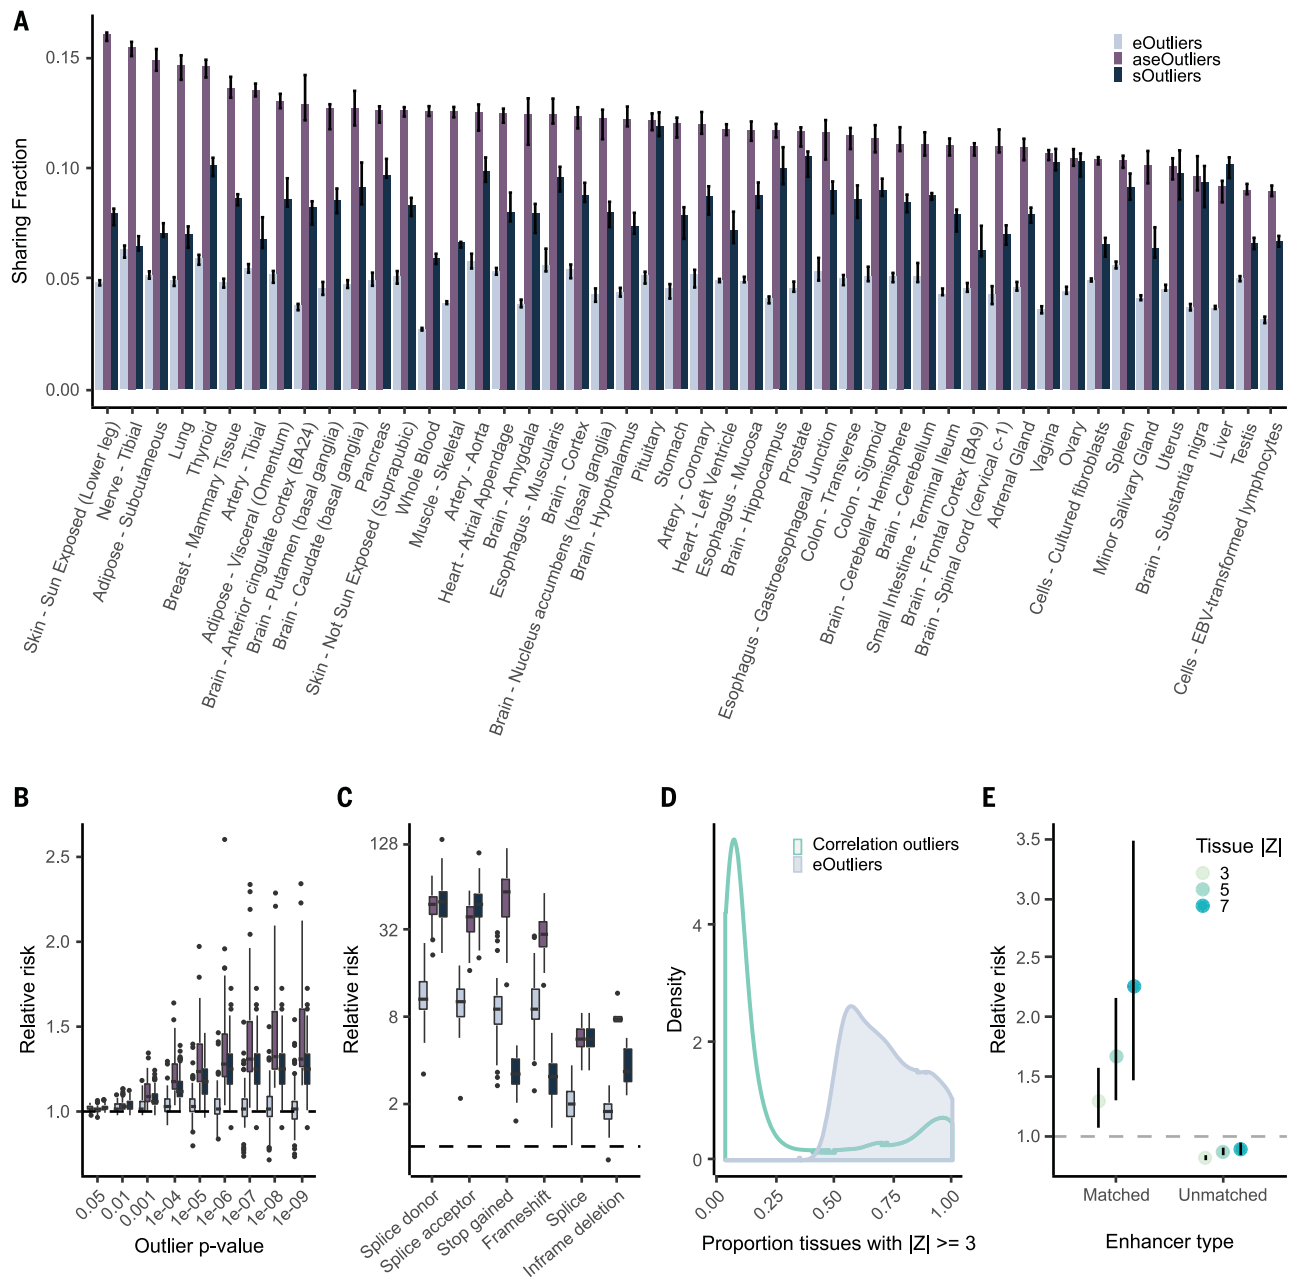 A
Sharing Fraction
0.15
0.10
0.05
0.00
eOutliers
aseOutliers
sOutliers
Skin - Sun Exposed (Lower leg)
Nerve - Tibial
Adipose - Subcutaneous
Lung
Thyroid
Breast - Mammary Tissue
Artery - Tibial
Adipose - Visceral (Omentum)
Brain - Anterior cingulate cortex (BA24)
Brain - Putamen (basal ganglia)
Brain - Caudate (basal ganglia)
Pancreas
Skin - Not Sun Exposed (Suprapubic)
Whole Blood
Muscle - Skeletal
Artery - Aorta
Heart - Atrial Appendage
Brain - Amygdala
Esophagus - Muscularis
Brain - Cortex
Brain - Nucleus accumbens (basal ganglia)
Brain - Hypothalamus
Pituitary
Stomach
Artery - Coronary
Heart - Left Ventricle
Esophagus - Mucosa
Brain - Hippocampus
Prostate
Esophagus - Gastroesophageal Junction
Colon - Transverse
Colon - Sigmoid
Brain - Cerebellar Hemisphere
Brain - Cerebellum
Small Intestine - Terminal Ileum
Brain - Frontal Cortex (BA9)
Brain - Spinal cord (cervical c-1)
Adrenal Gland
Vagina
Ovary
Cells - Cultured fibroblasts
Spleen
Minor Salivary Gland
Uterus
Brain - Substantia nigra
Liver
Testis
Cells - EBV-transformed lymphocytes
B
Relative risk
2.5
2.0
1.5
1.0
0.05
0.01
0.001
1e-04
1e-05
1e-06
1e-07
1e-08
1e-09
Outlier p-value
C
Relative risk
128
32
8
2
Splice donor
Splice acceptor
Stop gained
Frameshift
Splice
Inframe deletion
D
Density
4
2
0
Correlation outliers
eOutliers
0.00
0.25
0.50
0.75
1.00
Proportion tissues with |Z| >= 3
E
Relative risk
3.5
3.0
2.5
2.0
1.5
1.0
Tissue |Z|
3
5
7
Matched
Unmatched
Enhancer type